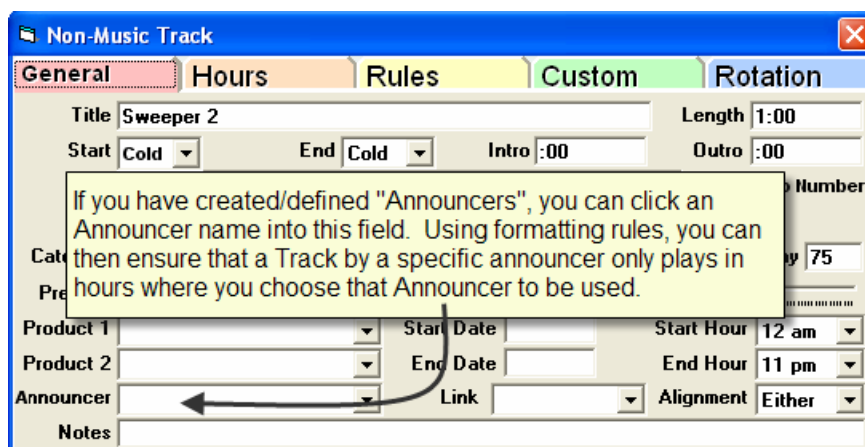 Non-Music Track
General Hours Rules Custom Rotation
Title Sweeper 2 Length 1:00
Start Cold End Cold Intro :00 Outro :00
Number
If you have created/defined "Announcers", you can click an
Announcer name into this field. Using formatting rules, you can
then ensure that a Track by a specific announcer only plays in
hours where you choose that Announcer to be used.
75
Product 1 Start Date Start Hour 12 am
Product 2 End Date End Hour 11 pm
Announcer Link Alignment Either
Notes